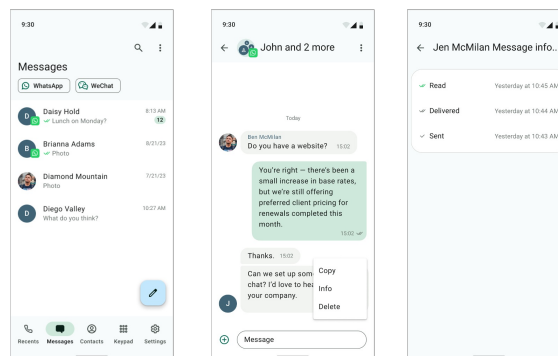 9:30
Messages
WhatsApp
WeChat
D
Daisy Hold
8:13 AM
Lunch on Monday?
12
B
Brianna Adams
8/31/23
Photo
Diamond Mountain
7/21/23
Photo
D
Diego Valley
10:27 AM
What do you think?
Recents
Messages
Contacts
Keypad
Settings
9:30
John and 2 more
Today
Ben McMilan
Do you have a website? 15:02
You're right — there's been a
small increase in base rates,
but we're still offering
preferred client pricing for
renewals completed this
month.
15:02
Thanks. 15:02
Can we set up som
chat? I'd love to hea
your company.
J
Copy
Info
Delete
Message
9:30
Jen McMilan Message info..
Read
Yesterday at 10:45 AM
Delivered
Yesterday at 10:44 AM
Sent
Yesterday at 10:43 AM